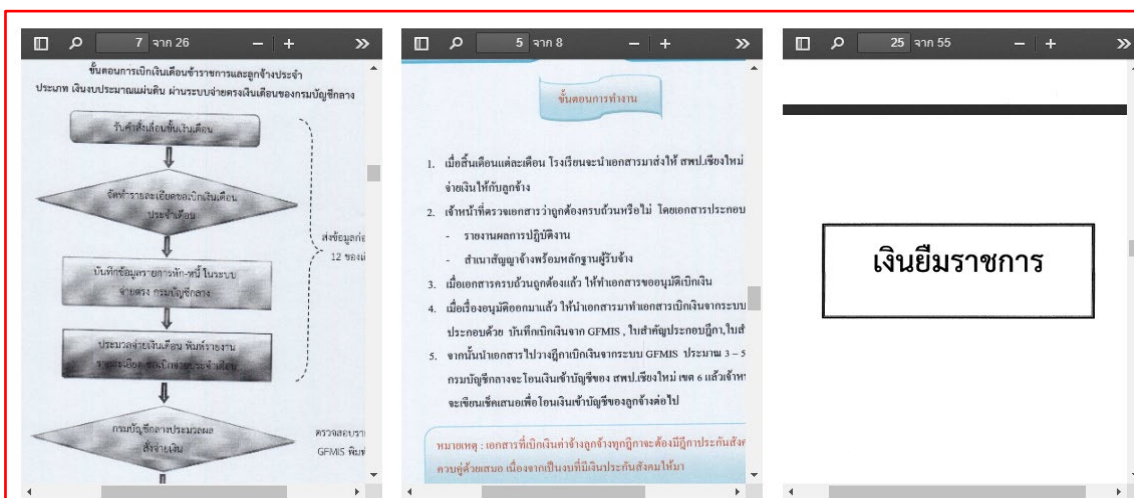 7 จาก 26
ขั้นตอนการเบิกเงินเดือนข้าราชการและลูกจ้างประจำ
ประเภท เงินงบประมาณแผ่นดิน ผ่านระบบจ่ายตรงเงินเดือนของกรมบัญชีกลาง
รับคำสั่งเลื่อนขั้นเงินเดือน
จัดทำรายละเอียดขอเบิกเงินเดือน
ประจำเดือน
ส่งข้อมูลก่อ
12 ของ
บันทึกข้อมูลรายการหัก-หนี้ ในระบบ
จ่ายตรง กรมบัญชีกลาง
ประมวลจ่ายเงินเดือน พิมพ์รายงาน
กรมบัญชีกลางประมวลผล
สั่งจ่ายเงิน
ตรวจสอบรา
GFMIS พิมพ
5 จาก 8
ขั้นตอนการทำงาน
1. เมื่อสิ้นเดือนแต่ละเดือน โรงเรียนจะนำเอกสารมาส่งให้ สพป.เชียงใหม่
จ่ายเงินให้กับลูกจ้าง
2. เจ้าหน้าที่ตรวจเอกสารว่าถูกต้องครบถ้วนหรือไม่ โดยเอกสารประกอบ
- รายงานผลการปฏิบัติงาน
- สำเนาสัญญาจ้างพร้อมหลักฐานผู้รับจ้าง
3. เมื่อเอกสารครบถ้วนถูกต้องแล้ว ให้ทำเอกสารขออนุมัติเบิกเงิน
4. เมื่อเรื่องอนุมัติออกมาแล้ว ให้นำเอกสารมาทำเอกสารเบิกเงินจากระบบ
ประกอบด้วย บันทึกเบิกเงินจาก GFMIS , ใบสำคัญประกอบฎีกา,ใบสำ
5. จากนั้นนำเอกสารไปวางฎีกาเบิกเงินจากระบบ GFMIS ประมาณ 3 – 5
กรมบัญชีกลางจะโอนเงินเข้าบัญชีของ สพป.เชียงใหม่ เขต 6 แล้วเจ้าหา
จะเขียนเช็คเสนอเพื่อโอนเงินเข้าบัญชีของลูกจ้างต่อไป
หมายเหตุ : เอกสารที่เบิกเงินค่าจ้างลูกจ้างทุกฎีกาจะต้องมีฎีกาประกันสังค
ควบคู่ด้วยเสมอ เนื่องจากเป็นงบที่มีเงินประกันสังคมให้มา
25 จาก 55
เงินยืมราชการ